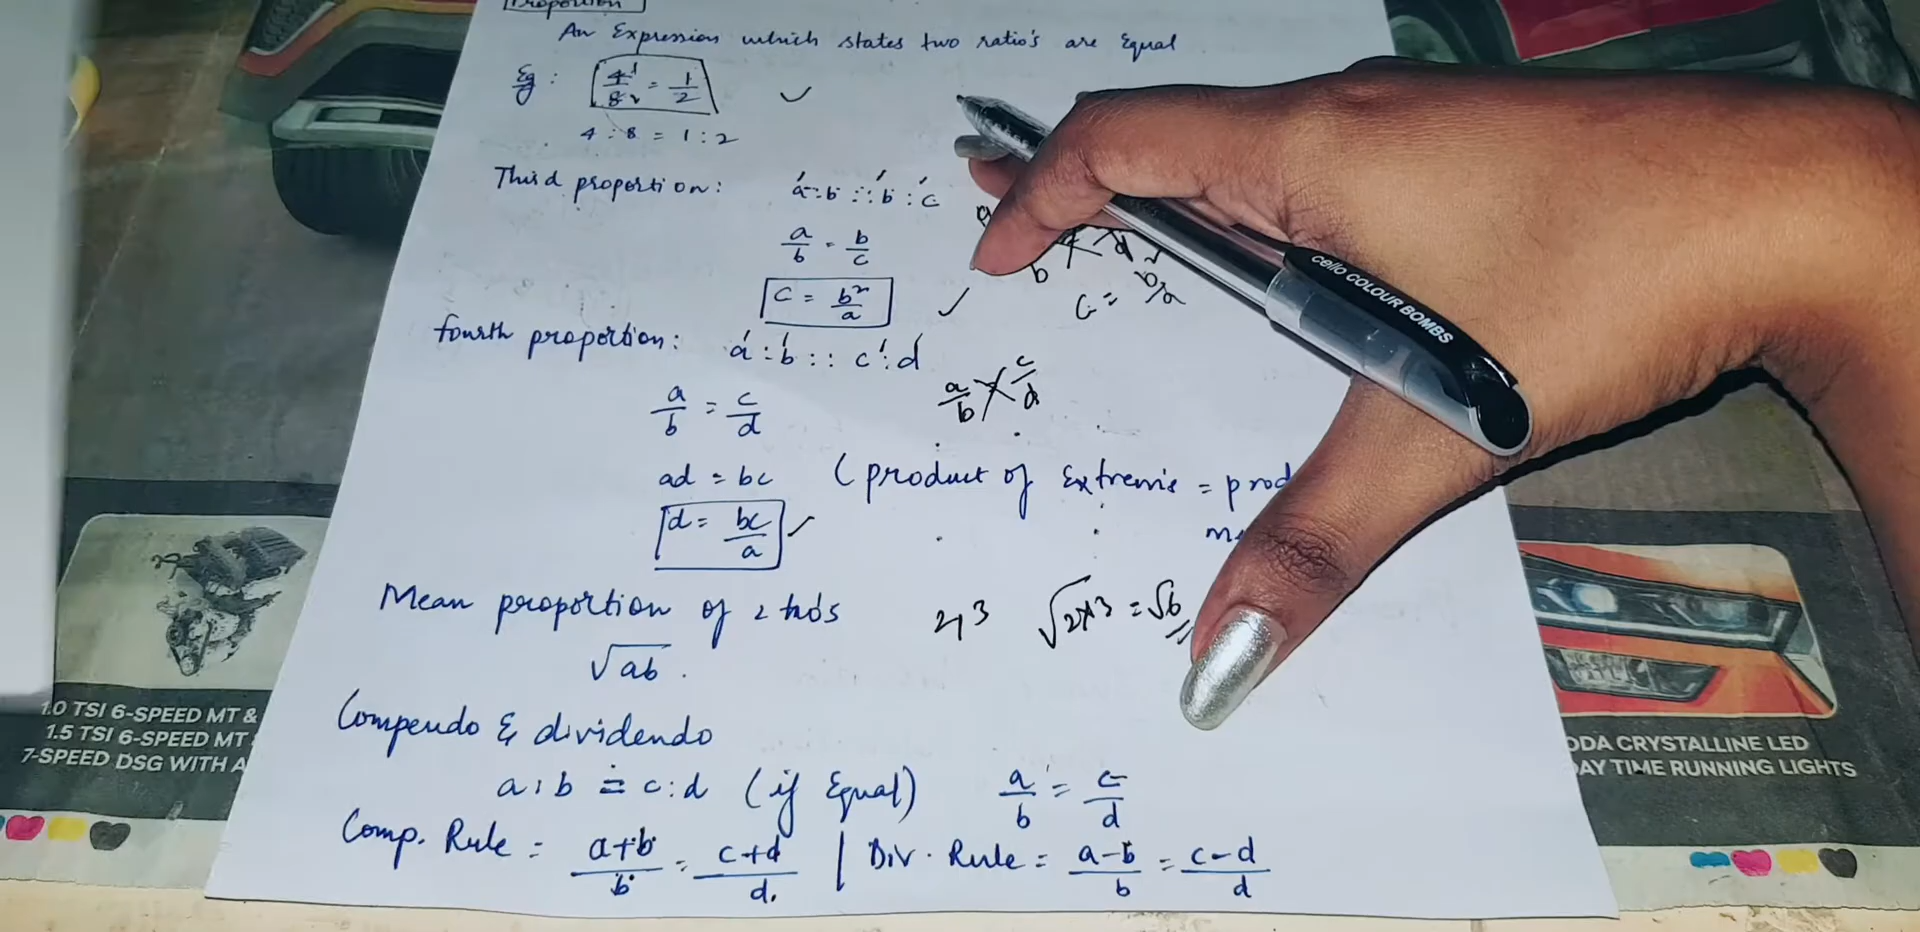 Proportion
An Expression which states two ratio's are Equal
Eg : 4/8 = 1/2
4 : 8 = 1 : 2
Third proportion : a : b :: b : c
a/b = b/c
C = b²/a
b
d
C = b²/a
fourth proportion : a : b :: c : d
a/b = c/d
a/b c/d
ad = bc (product of Extremis = prod
d = bc/a
Mean proportion of 2 no's 2,3 √2×3 = √6
√ab .
Compendo & dividendo
a : b = c : d (if Equal) a/b = c/d
Comp. Rule = a+b/b = c+d/d | Div. Rule = a-b/b = c-d/d
cello COLOUR BOMBS
1.0 TSI 6-SPEED MT &
1.5 TSI 6-SPEED MT
7-SPEED DSG WITH A
ODA CRYSTALLINE LED
AY TIME RUNNING LIGHTS